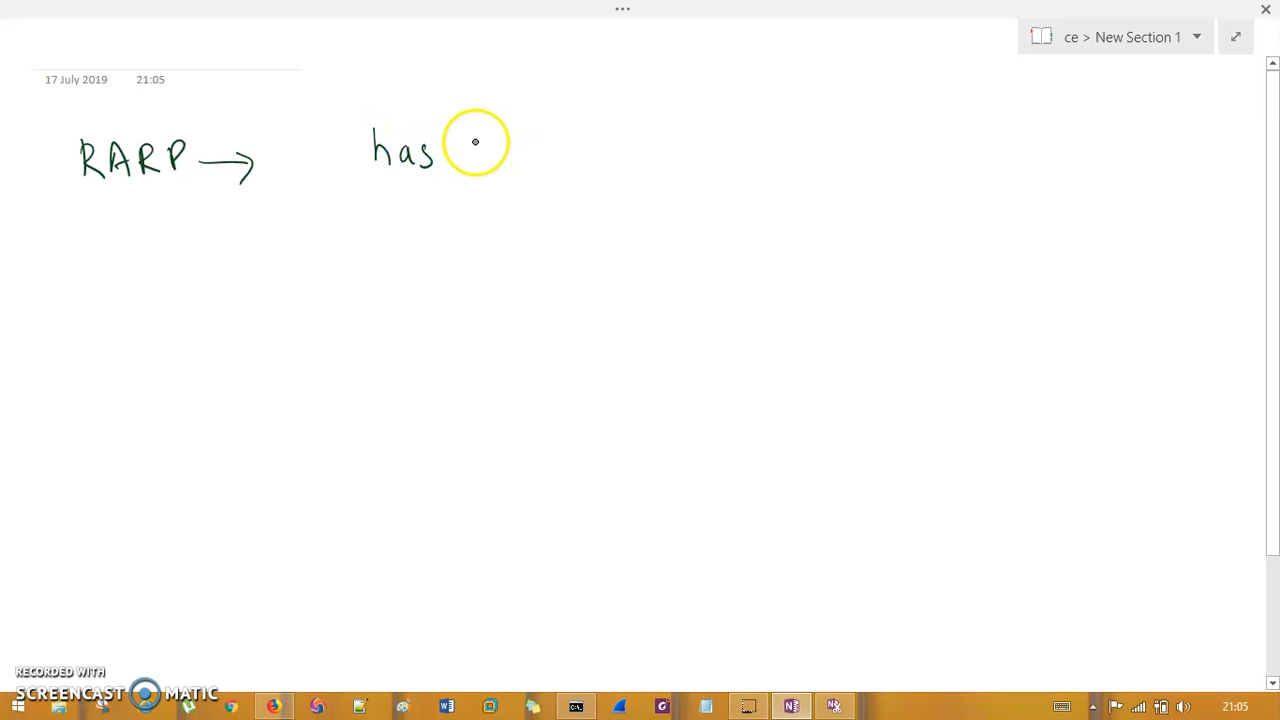 ce > New Section 1
17 July 2019 21:05
RARP → has
RECORDED WITH
SCREENCAST MATIC
21:05